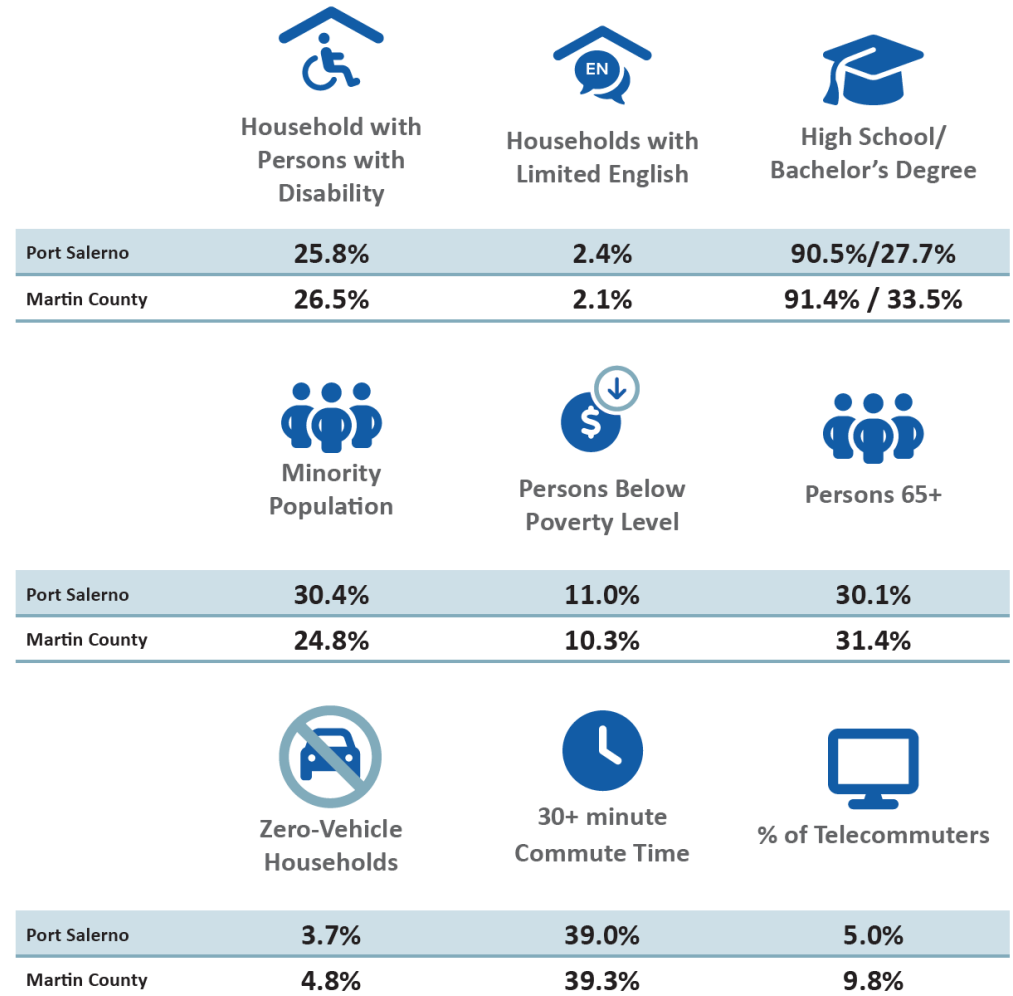 EN
Household with
Persons with
Disability
Households with
Limited English
High School/
Bachelor's Degree
Port Salerno 25.8% 2.4% 90.5%/27.7%
Martin County 26.5% 2.1% 91.4% / 33.5%
$
Minority
Population
Persons Below
Poverty Level
Persons 65+
Port Salerno 30.4% 11.0% 30.1%
Martin County 24.8% 10.3% 31.4%
Zero-Vehicle
Households
30+ minute
Commute Time
% of Telecommuters
Port Salerno 3.7% 39.0% 5.0%
Martin County 4.8% 39.3% 9.8%